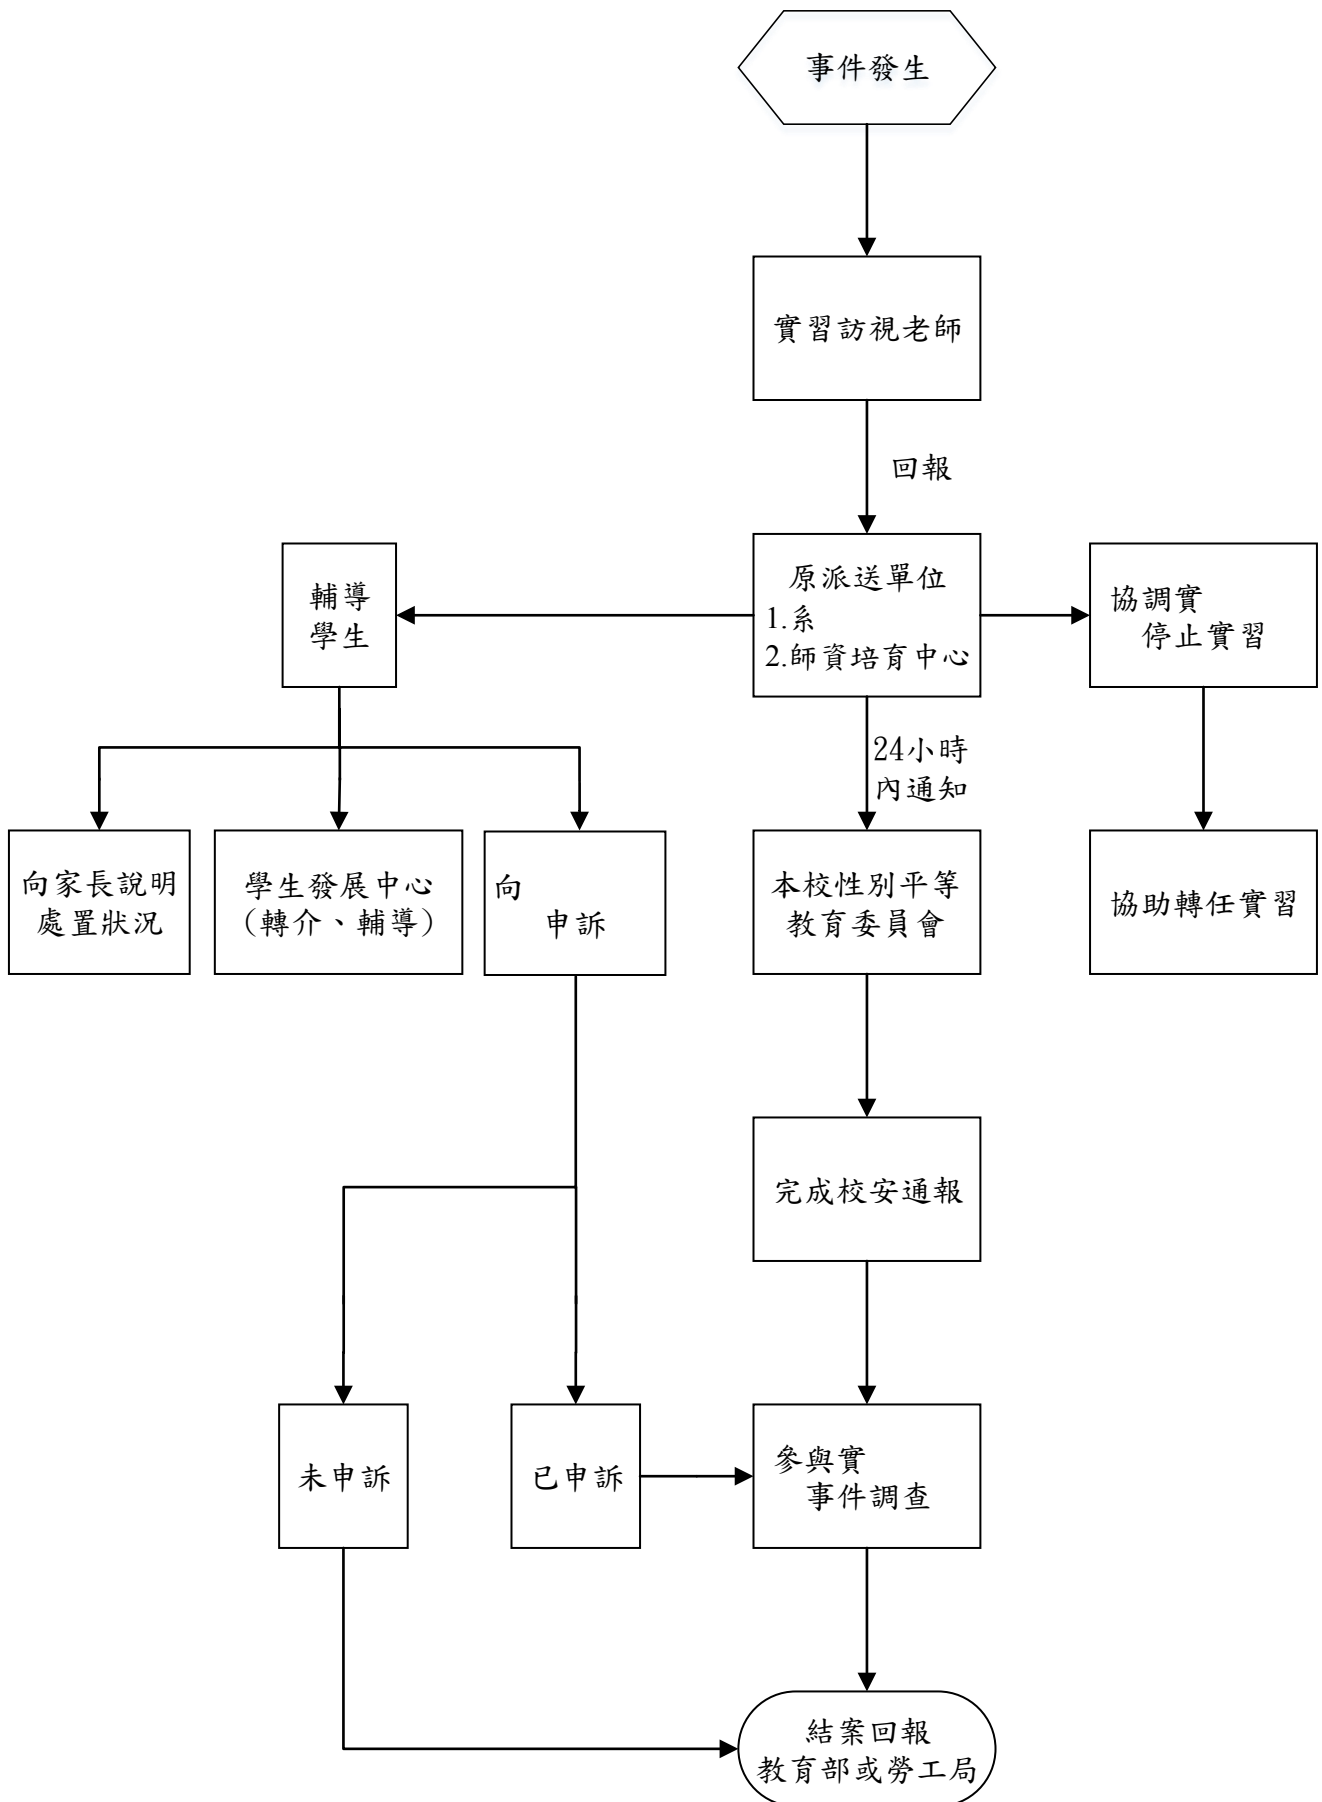 事件發生
實習訪視老師
回報
原派送單位
1.系
2.師資培育中心
輔導
學生
協調實
停止實習
24小時
內通知
向家長說明
處置狀況
學生發展中心
(轉介、輔導)
向
申訴
本校性別平等
教育委員會
協助轉任實習
完成校安通報
未申訴
已申訴
參與實
事件調查
結案回報
教育部或勞工局